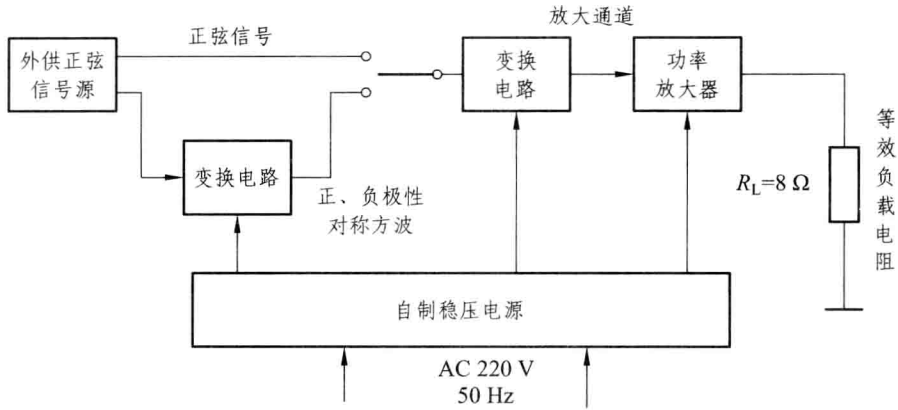 放大通道
正弦信号
外供正弦
信号源
变换
电路
功率
放大器
变换电路
正、负极性
对称方波
R_L=8 Ω
等效负载电阻
自制稳压电源
AC 220 V
50 Hz